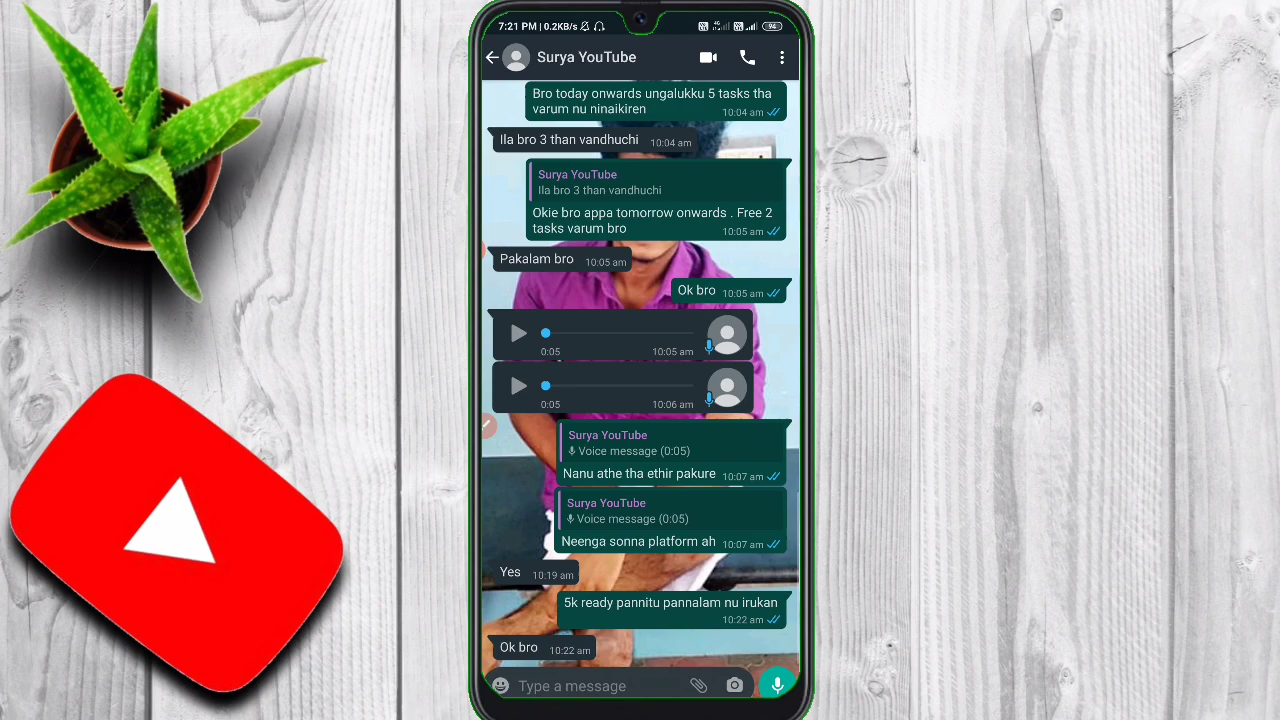 7:21 PM | 0.2KB/s
4G
94
Surya YouTube
Bro today onwards ungalukku 5 tasks tha
varum nu ninaikiren
10:04 am
Ila bro 3 than vandhuchi 10:04 am
Surya YouTube
Ila bro 3 than vandhuchi
Okie bro appa tomorrow onwards . Free 2
tasks varum bro 10:05 am
Pakalam bro 10:05 am
Ok bro 10:05 am
0:05 10:05 am
0:05 10:06 am
Surya YouTube
Voice message (0:05)
Nanu athe tha ethir pakure 10:07 am
Surya YouTube
Voice message (0:05)
Neenga sonna platform ah 10:07 am
Yes 10:19 am
5k ready pannitu pannalam nu irukan
10:22 am
Ok bro 10:22 am
Type a message